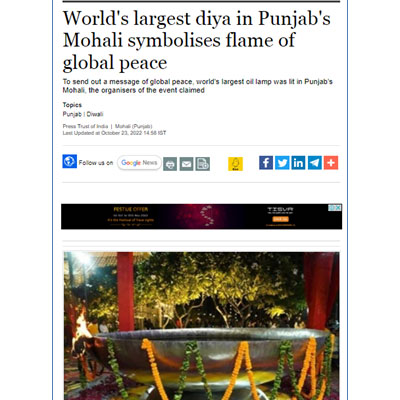 World's largest diya in Punjab's
Mohali symbolises flame of
global peace
To send out a message of global peace, world's largest oil lamp was lit in Punjab's
Mohali, the organisers of the event claimed
Topics
Punjab | Diwali
Press Trust of India | Mohali (Punjab)
Last Updated at October 23, 2022 14:58 IST
Follow us on
Google News
FESTIVE OFFER
TISVA